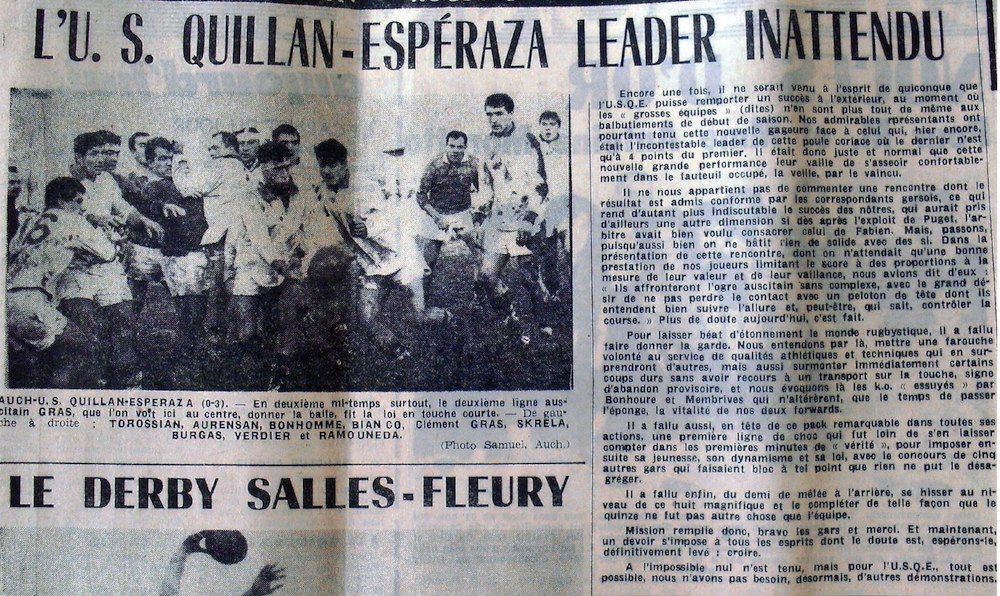 L'U. S. QUILLAN-ESPÉRAZA LEADER INATTENDU
AUCH-U. S. QUILLAN-ESPERAZA (0-3). — En deuxième mi-temps surtout, le deuxième ligne aus-
citain GRAS, que l'on voit ici au centre, donner la balle, fit la loi en touche courte. — De gau-
che à droite : TOROSSIAN, AURENSAN, BONHOMME, BIANCO, Clément GRAS, SKRELA,
BURGAS, VERDIER et RAMOUNEDA.
(Photo Samuel, Auch.)
LE DERBY SALLES-FLEURY
Encore une fois, il ne serait venu à l'esprit de quiconque que
l'U.S.Q.E. puisse remporter un succès à l'extérieur, au moment où
les « grosses équipes » (dites) n'en sont plus tout de même aux
balbutiements de début de saison. Nos admirables rprésentants ont
pourtant tenu cette nouvelle gageure face à celui qui, hier encore,
était l'incontestable leader de cette poule coriace où le dernier n'est
qu'à 4 points du premier. Il était donc juste et normal que cette
nouvelle grande performance leur vaille de s'asseoir confortable-
ment dans le fauteuil occupé, la veille, par le vaincu.
Il ne nous appartient pas de commenter une rencontre dont le
résultat est admis conforme par les correspondants gersois, ce qui
rend d'autant plus indiscutable le succès des nôtres, qui aurait pris
d'ailleurs une autre dimension si dès après l'exploit de Puget, l'ar-
bitre avait bien voulu consacrer celui de Fabien. Mais, passons,
puisqu'aussi bien on ne bâtit rien de solide avec des si. Dans la
présentation de cette rencontre, dont on n'attendait qu'une bonne
prestation de nos joueurs limitant le score à des proportions à la
mesure de leur valeur et de leur vaillance, nous avions dit d'eux :
« Ils affronteront l'ogre auscitain sans complexe, avec le grand dé-
sir de ne pas perdre le contact avec un peloton de tête dont ils
entendent bien suivre l'allure et, peut-être, qui sait, contrôler la
course. » Plus de doute aujourd'hui, c'est fait.
Pour laisser béat d'étonnement le monde rugbystique, il a fallu
faire donner la garde. Nous entendons par là, mettre une farouche
volonté au service de qualités athlétiques et techniques qui en sur-
prendront d'autres, mais aussi surmonter immédiatement certains
coups durs sans avoir recours à un transport sur la touche, signe
d'abandon provisoire, et nous évoquons là les k.o. « essuyés » par
Bonhoure et Membrives qui n'altérèrent, que le temps de passer
l'éponge, la vitalité de nos deux forwards.
Il a fallu aussi, en tête de ce pack remarquable dans toutes ses
actions, une première ligne de choc qui fut loin de s'en laisser
compter dans les premières minutes de « vérité », pour imposer en-
suite sa jeunesse, son dynamisme et sa loi, avec le concours de cinq
autres gars qui faisaient bloc à tel point que rien ne put le désa-
gréger.
Il a fallu enfin, du demi de mêlée à l'arrière, se hisser au ni-
veau de ce huit magnifique et le compléter de telle façon que le
quinze ne fut pas autre chose que l'équipe.
Mission remplie donc, bravo les gars et merci. Et maintenant,
un devoir s'impose à tous les esprits dont le doute est, espérons-le,
définitivement levé : croire.
A l'impossible nul n'est tenu, mais pour l'U.S.Q.E., tout est
possible, nous n'avons pas besoin, désormais, d'autres démonstrations.